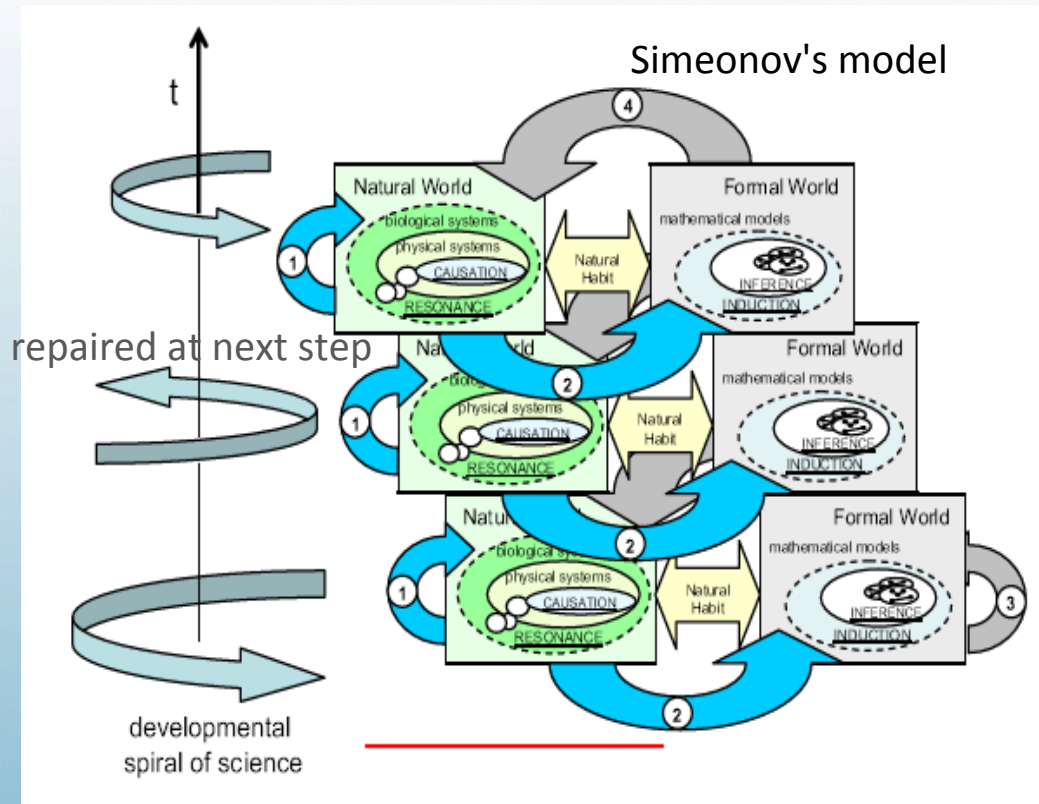 Simeonov's model
t
4
Natural World
Formal World
biological systems
mathematical models
physical systems
1
Natural
Habit
CAUSATION
INFERENCE
RESONANCE
INDUCTION
repaired at next step
Formal World
2
mathematical models
physical systems
1
Natural
Habit
CAUSATION
INFERENCE
RESONANCE
INDUCTION
Formal World
2
mathematical models
physical systems
1
Natural
Habit
CAUSATION
INFERENCE
3
RESONANCE
INDUCTION
2
developmental
spiral of science